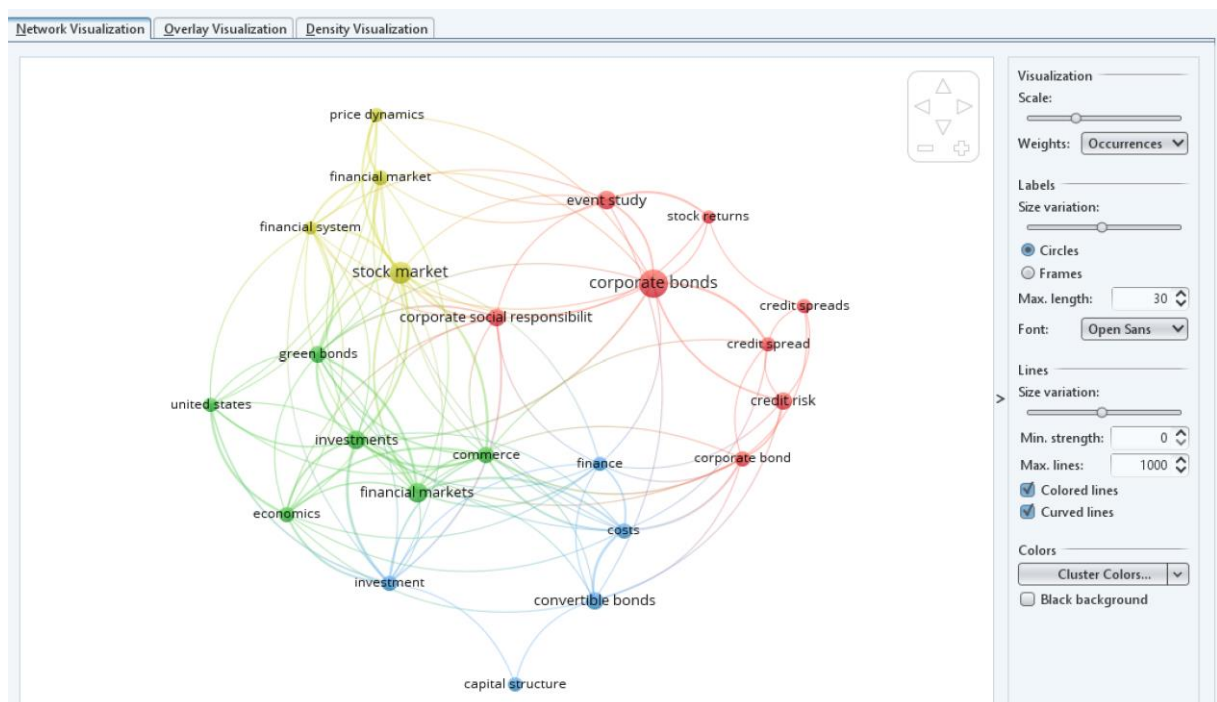 Network Visualization Overlay Visualization Density Visualization
price dynamics
financial market
event study
stock returns
financial system
stock market
corporate bonds
credit spreads
corporate social responsibilit
credit spread
green bonds
credit risk
united states
investments
commerce
finance
corporate bond
financial markets
economics
costs
investment
convertible bonds
capital structure
>
Visualization
Scale:
Weights: Occurrences
Labels
Size variation:
Circles
Frames
Max. length: 30
Font: Open Sans
Lines
Size variation:
Min. strength: 0
Max. lines: 1000
Colored lines
Curved lines
Colors
Cluster Colors...
Black background